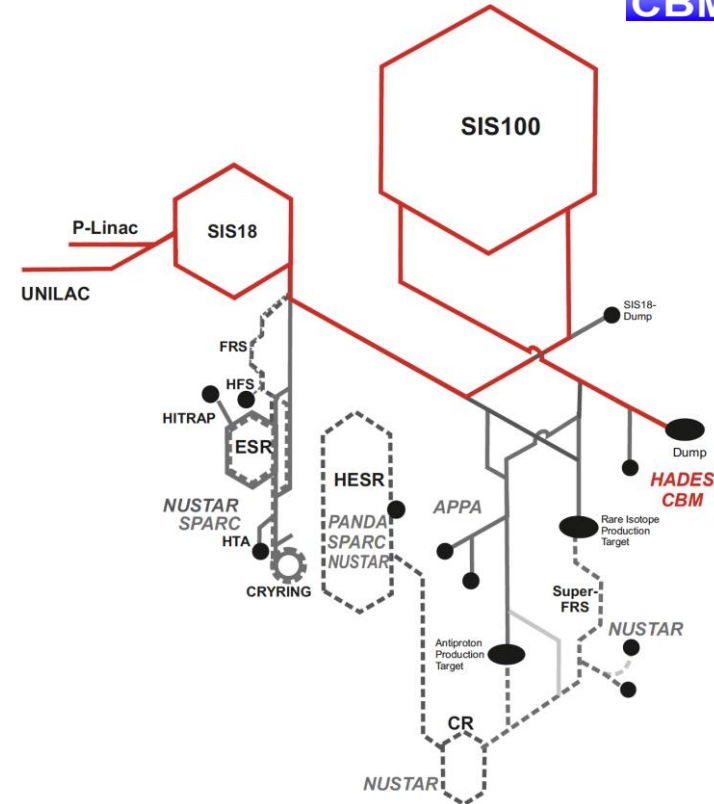 CBM
SIS100
P-Linac
SIS18
UNILAC
SIS18-
Dump
FRS
HFS
HITRAP
ESR
HESR
Dump
HADES
CBM
NUSTAR
SPARC
PANDA
SPARC
NUSTAR
APPA
Rare Isotope
Production
Target
HTA
CRYRING
Super-
FRS
NUSTAR
Antiproton
Production
Target
CR
NUSTAR